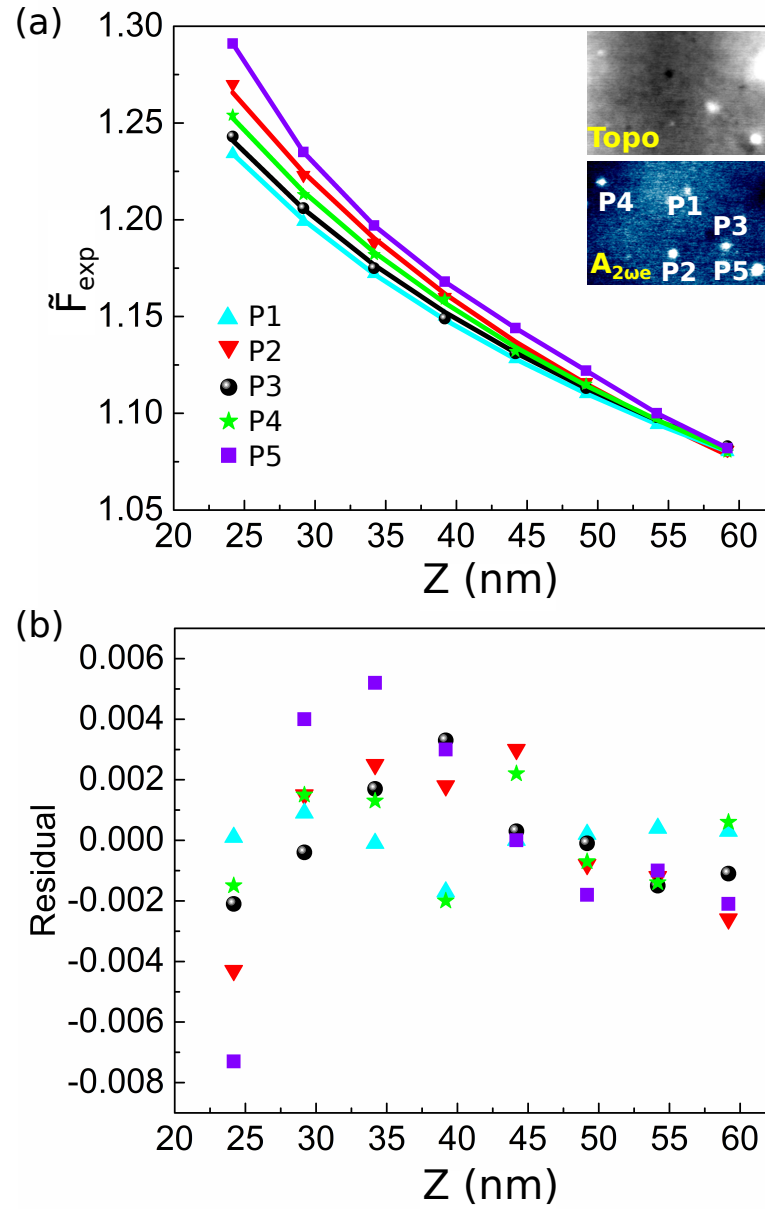 (a)
1.30
1.25
1.20
1.15
1.10
1.05
F̃exp
Topo
P4
P1
P3
P2
P5
A2ωe
P1
P2
P3
P4
P5
20 25 30 35 40 45 50 55 60
Z (nm)
(b)
0.006
0.004
0.002
0.000
-0.002
-0.004
-0.006
-0.008
Residual
20 25 30 35 40 45 50 55 60
Z (nm)